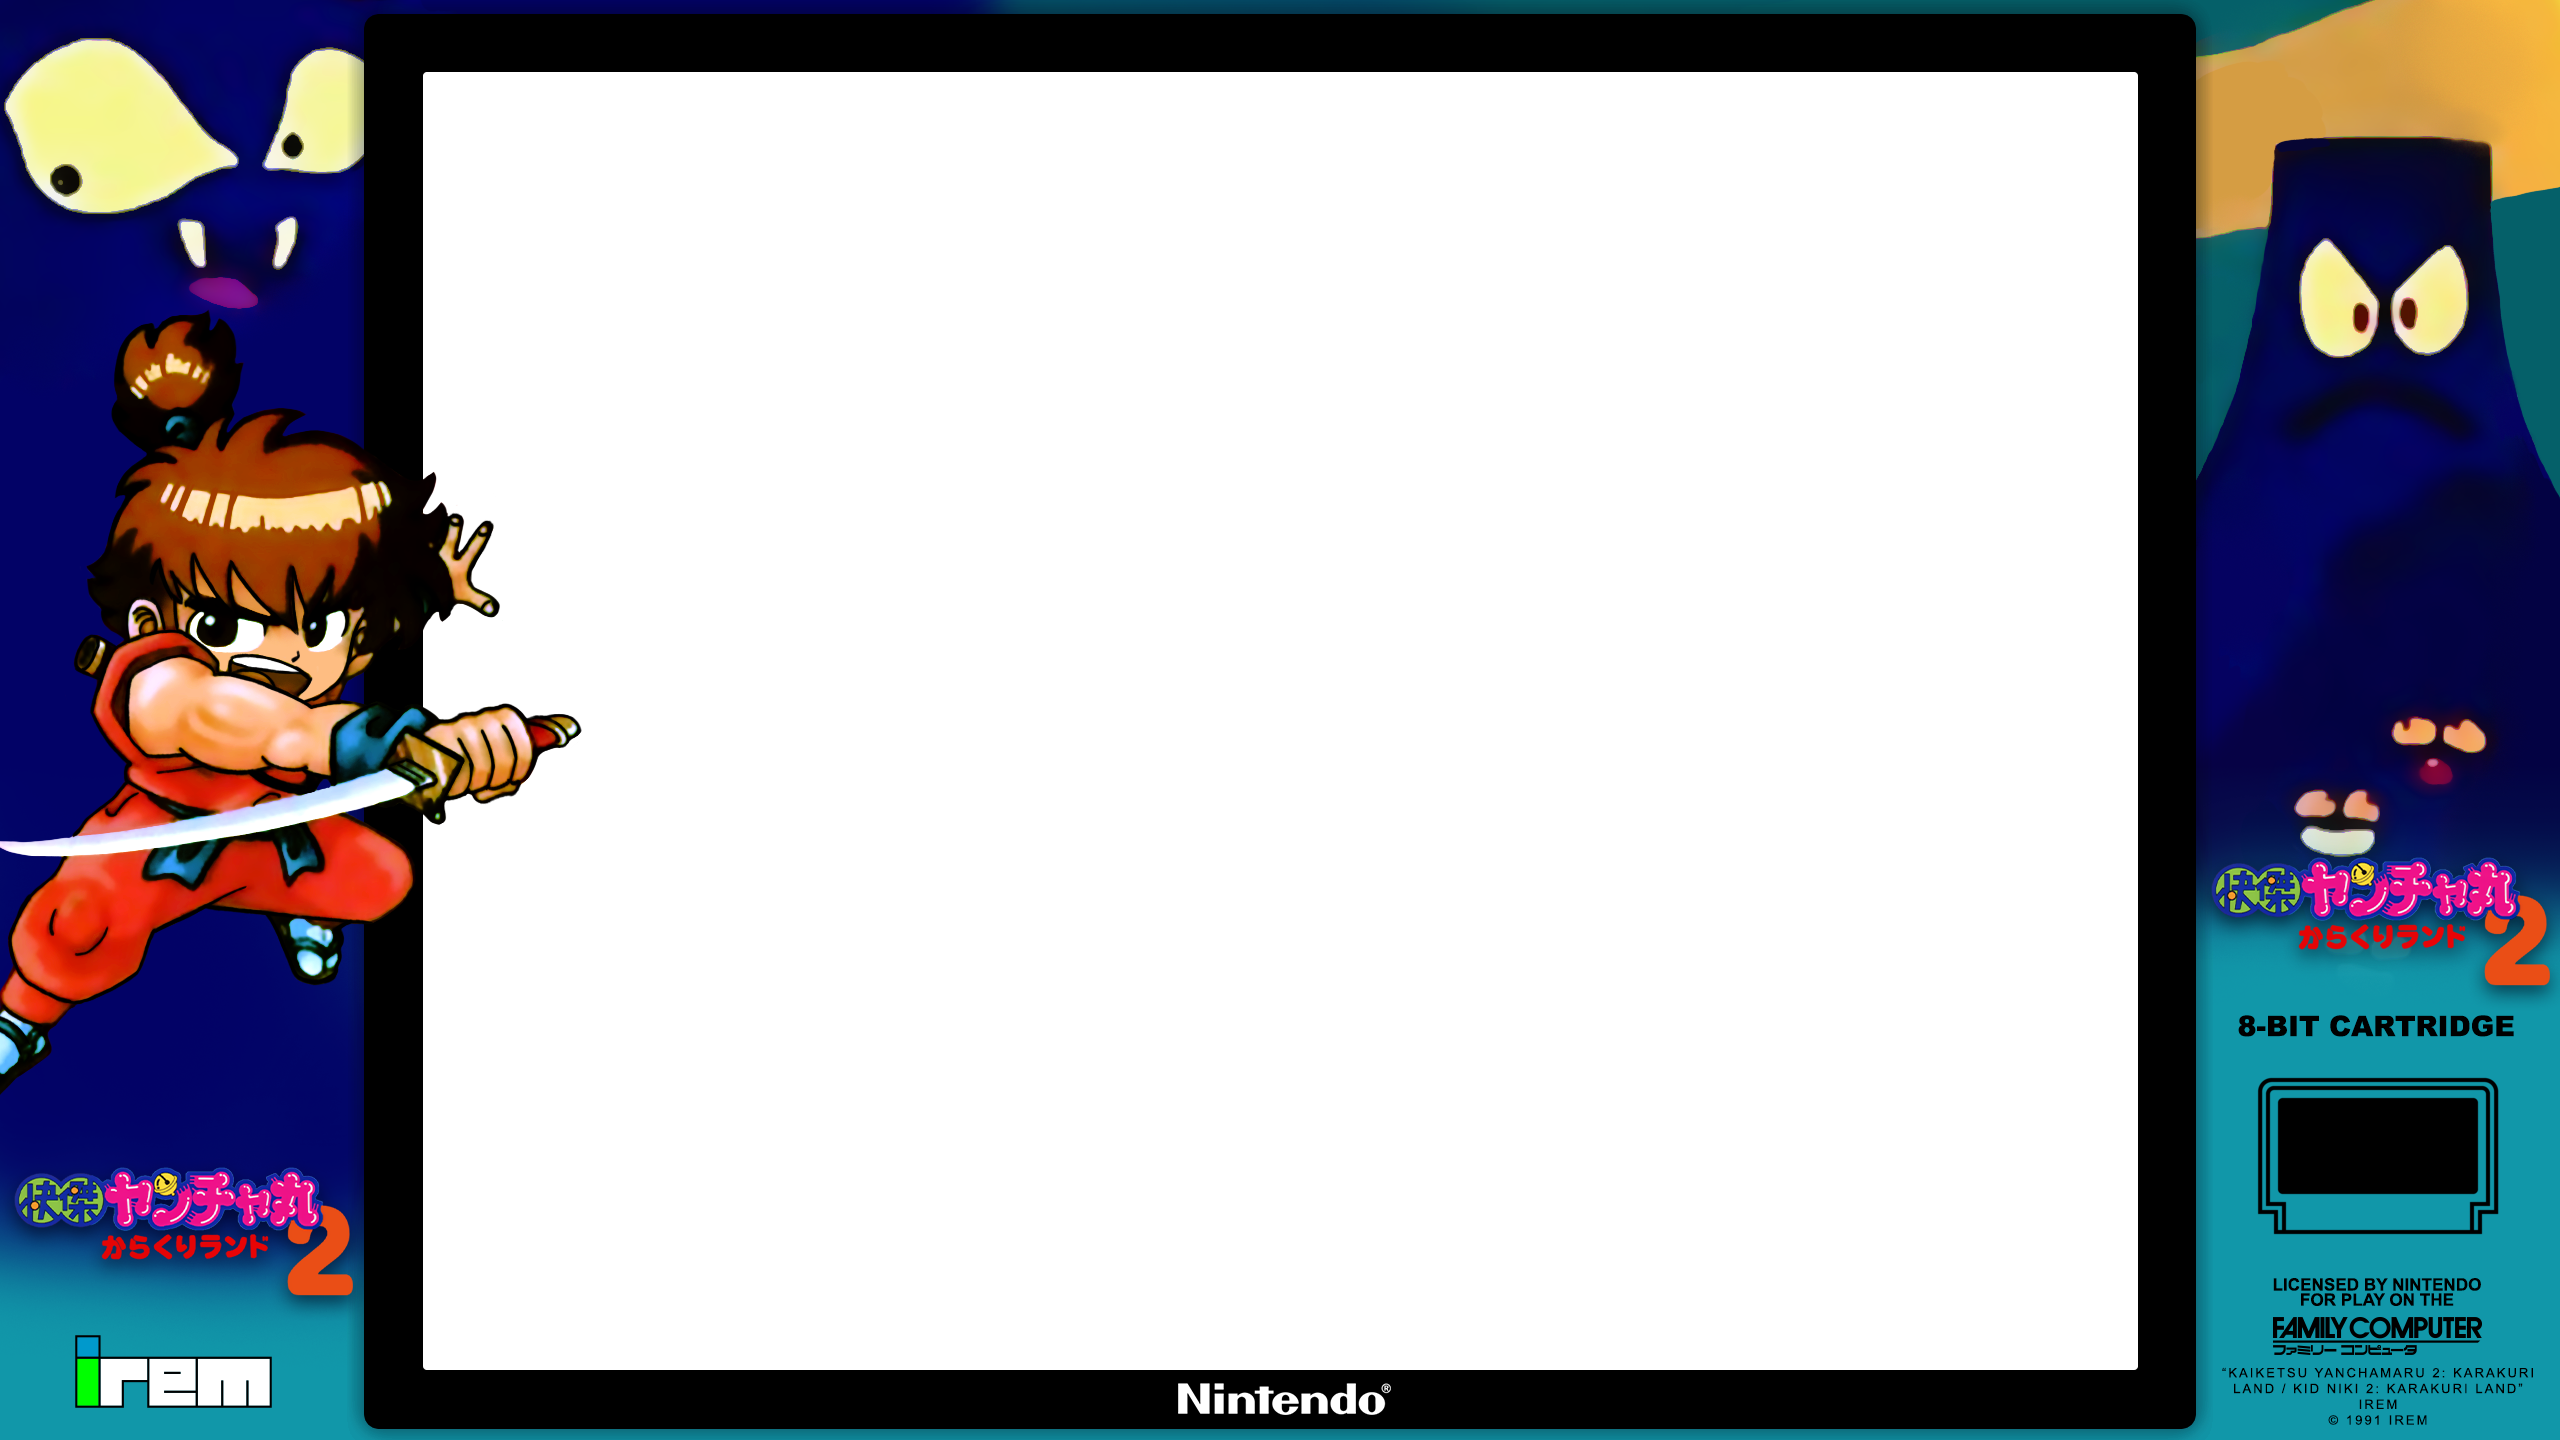 快傑ヤンチャ丸
からくりランド
2
irem
Nintendo®
快傑ヤンチャ丸
からくりランド
2
8-BIT CARTRIDGE
LICENSED BY NINTENDO
FOR PLAY ON THE
FAMILY COMPUTER
ファミリー コンピュータ
“KAIKETSU YANCHAMARU 2: KARAKURI
LAND / KID NIKI 2: KARAKURI LAND”
IREM
© 1991 IREM